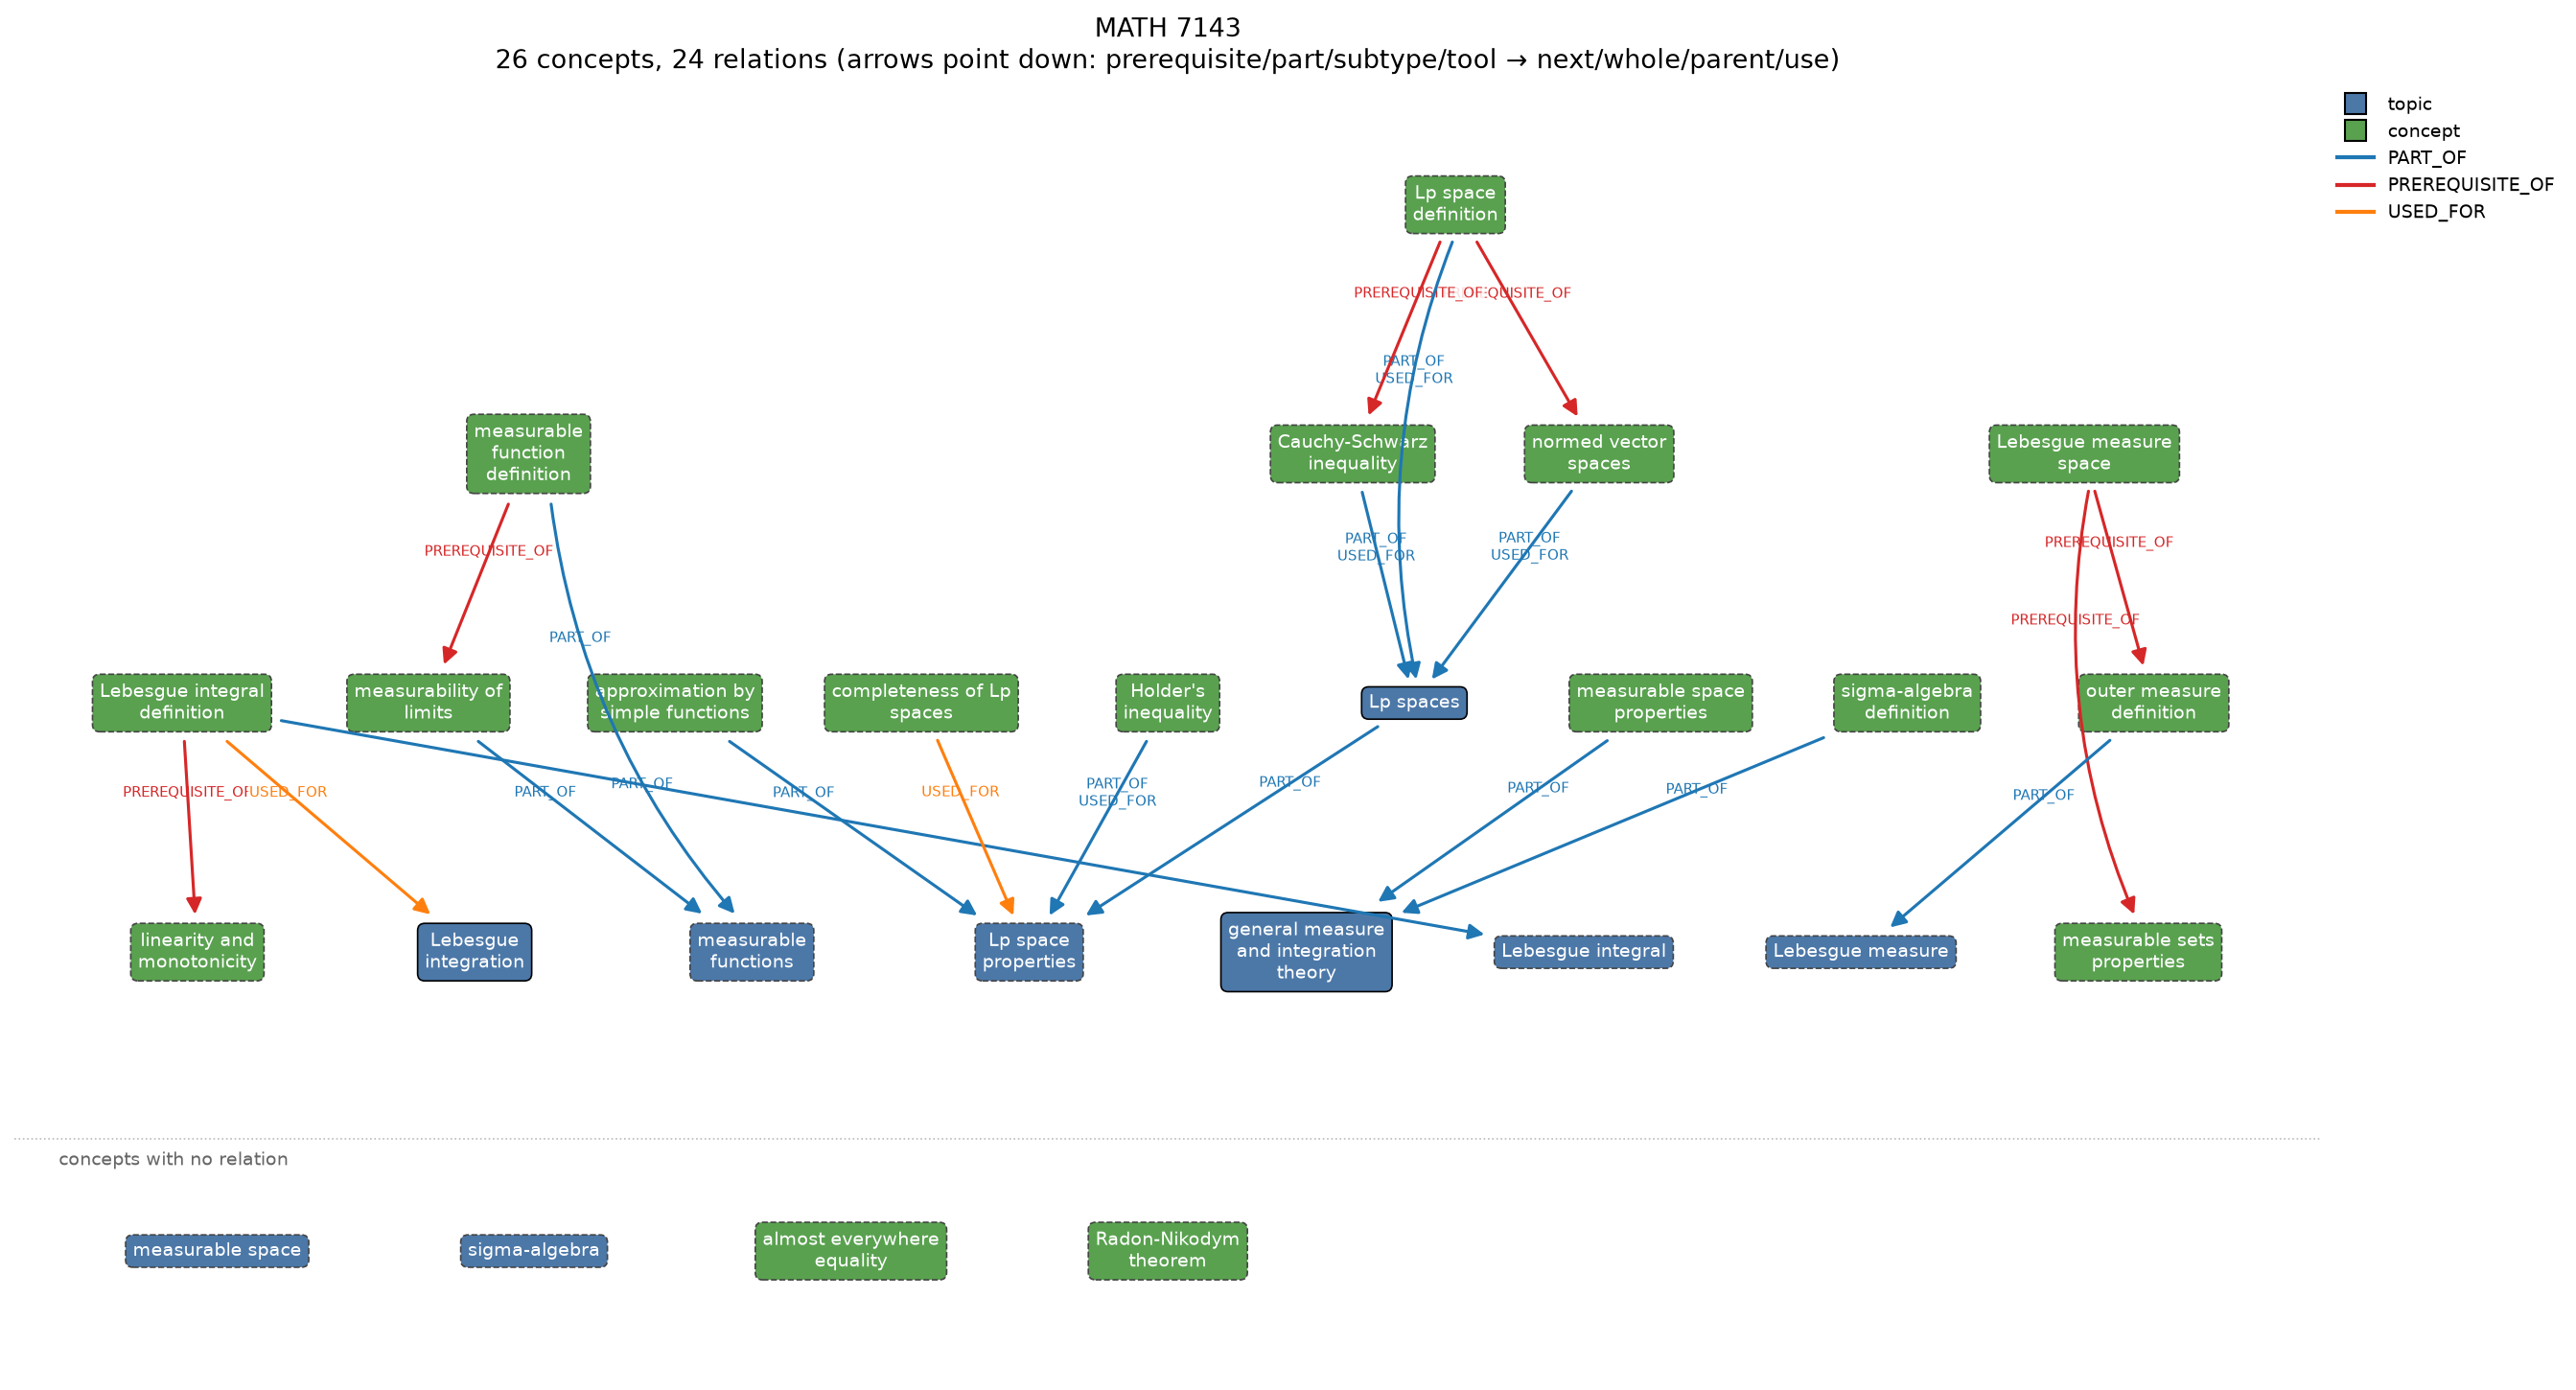 MATH 7143
26 concepts, 24 relations (arrows point down: prerequisite/part/subtype/tool → next/whole/parent/use)
topic
concept
PART_OF
PREREQUISITE_OF
USED_FOR
Lp space
definition
PREREQUISITE_OF
QUISITE_OF
PART_OF
USED_FOR
measurable
function
definition
Cauchy-Schwarz
inequality
normed vector
spaces
Lebesgue measure
space
PREREQUISITE_OF
PART_OF
USED_FOR
PART_OF
USED_FOR
PREREQUISITE_OF
PREREQUISITE_OF
PART_OF
Lebesgue integral
definition
measurability of
limits
approximation by
simple functions
completeness of Lp
spaces
Holder's
inequality
Lp spaces
measurable space
properties
sigma-algebra
definition
outer measure
definition
PREREQUISITE_OF
USED_FOR
PART_OF
PART_OF
PART_OF
USED_FOR
PART_OF
USED_FOR
PART_OF
PART_OF
PART_OF
PART_OF
linearity and
monotonicity
Lebesgue
integration
measurable
functions
Lp space
properties
general measure
and integration
theory
Lebesgue integral
Lebesgue measure
measurable sets
properties
concepts with no relation
measurable space
sigma-algebra
almost everywhere
equality
Radon-Nikodym
theorem